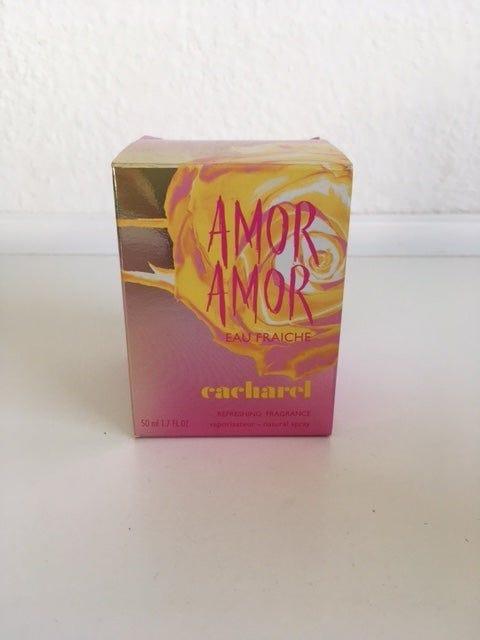 AMOR
AMOR
EAU FRAICHE
cacharel
REFRESHING FRAGRANCE
50 ml 1.7 FL OZ vaporisateur – natural spray